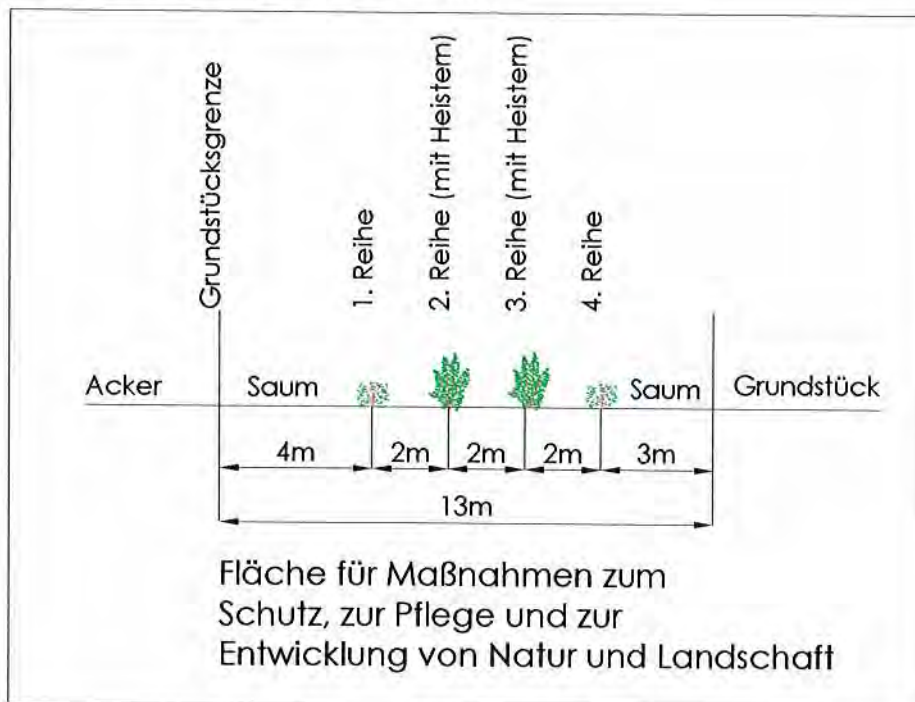 Grundstücksgrenze
1. Reihe
2. Reihe (mit Heistern)
3. Reihe (mit Heistern)
4. Reihe
Acker Saum Saum Grundstück
4m 2m 2m 2m 3m
13m
Fläche für Maßnahmen zum
Schutz, zur Pflege und zur
Entwicklung von Natur und Landschaft